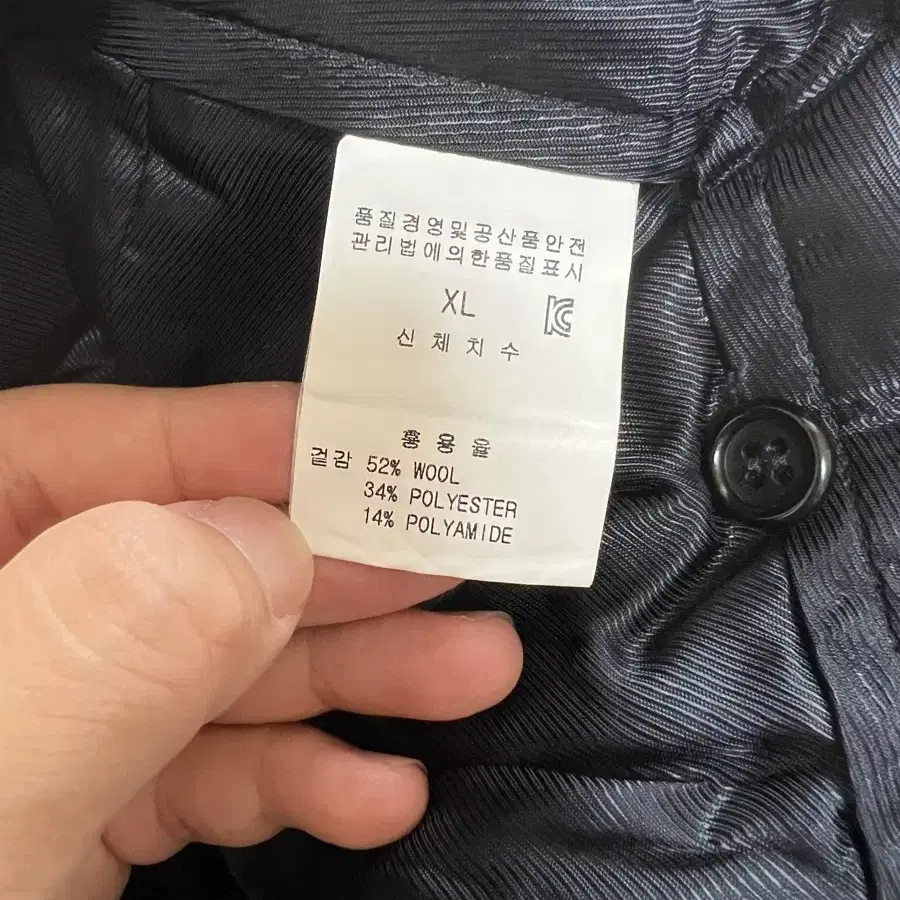 품질경영및공산품안전
관리법에의한품질표시
XL
신체치수
혼용율
겉감 52% WOOL
34% POLYESTER
14% POLYAMIDE